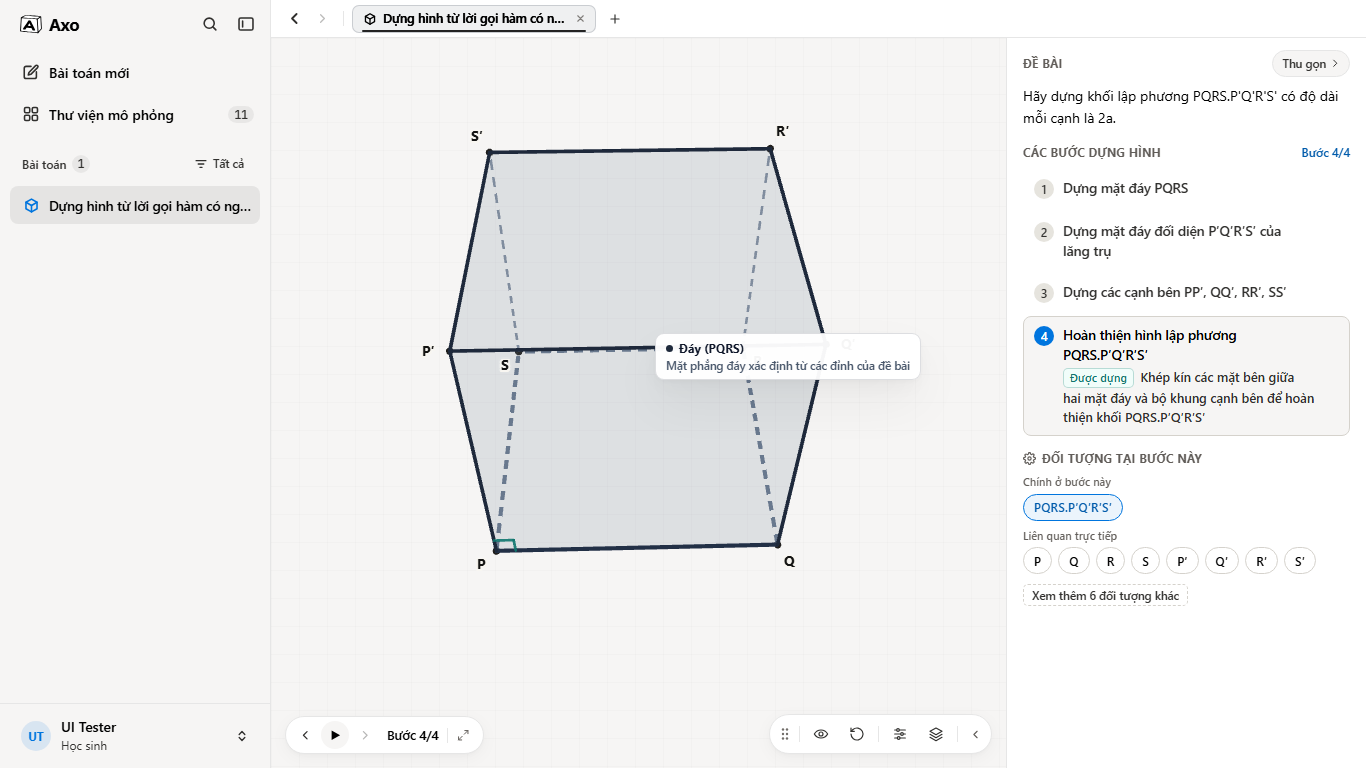 Axo
Bài toán mới
Thư viện mô phỏng 11
Bài toán 1 Tất cả
Dựng hình từ lời gọi hàm có ng...
UT UI Tester
Học sinh
Dựng hình từ lời gọi hàm có n...
S′
R′
P′
S
Q′
P
Q
Đáy (PQRS)
Mặt phẳng đáy xác định từ các đỉnh của đề bài
Bước 4/4
ĐỀ BÀI Thu gọn
Hãy dựng khối lập phương PQRS.P'Q'R'S' có độ dài
mỗi cạnh là 2a.
CÁC BƯỚC DỰNG HÌNH Bước 4/4
1 Dựng mặt đáy PQRS
2 Dựng mặt đáy đối diện P′Q′R′S′ của
lăng trụ
3 Dựng các cạnh bên PP′, QQ′, RR′, SS′
4 Hoàn thiện hình lập phương
PQRS.P′Q′R′S′
Được dựng Khép kín các mặt bên giữa
hai mặt đáy và bộ khung cạnh bên để hoàn
thiện khối PQRS.P′Q′R′S′
ĐỐI TƯỢNG TẠI BƯỚC NÀY
Chính ở bước này
PQRS.P′Q′R′S′
Liên quan trực tiếp
P Q R S P′ Q′ R′ S′
Xem thêm 6 đối tượng khác